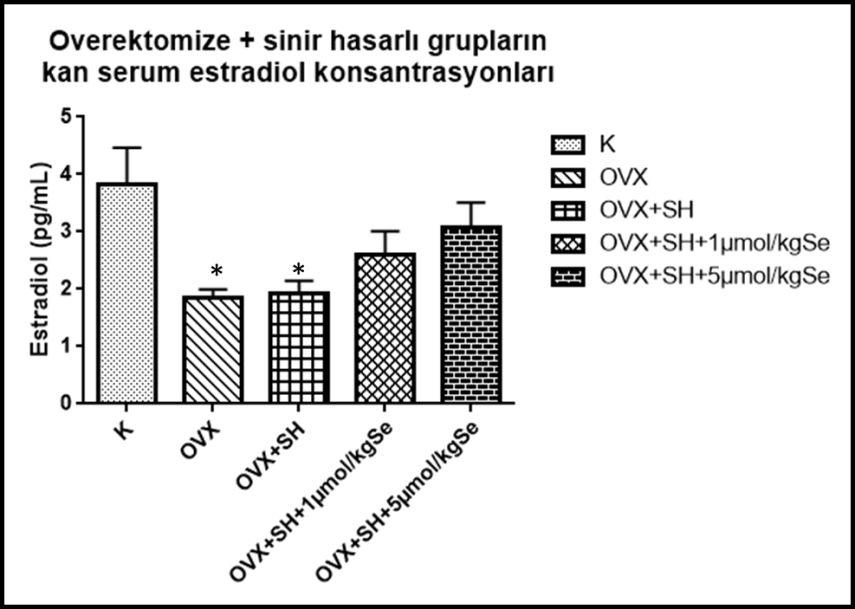 Overektomize + sinir hasarlı grupların
kan serum estradiol konsantrasyonları
Estradiol (pg/mL)
5
4
3
2
1
0
*
*
K
OVX
OVX+SH
OVX+SH+1µmol/kgSe
OVX+SH+5µmol/kgSe
K
OVX
OVX+SH
OVX+SH+1µmol/kgSe
OVX+SH+5µmol/kgSe